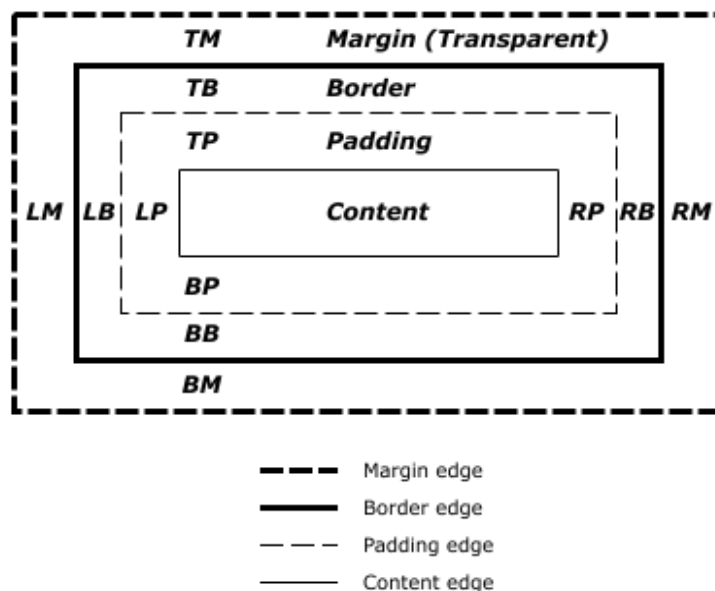 TM Margin (Transparent)
TB Border
TP Padding
LM LB LP Content RP RB RM
BP
BB
BM
Margin edge
Border edge
Padding edge
Content edge